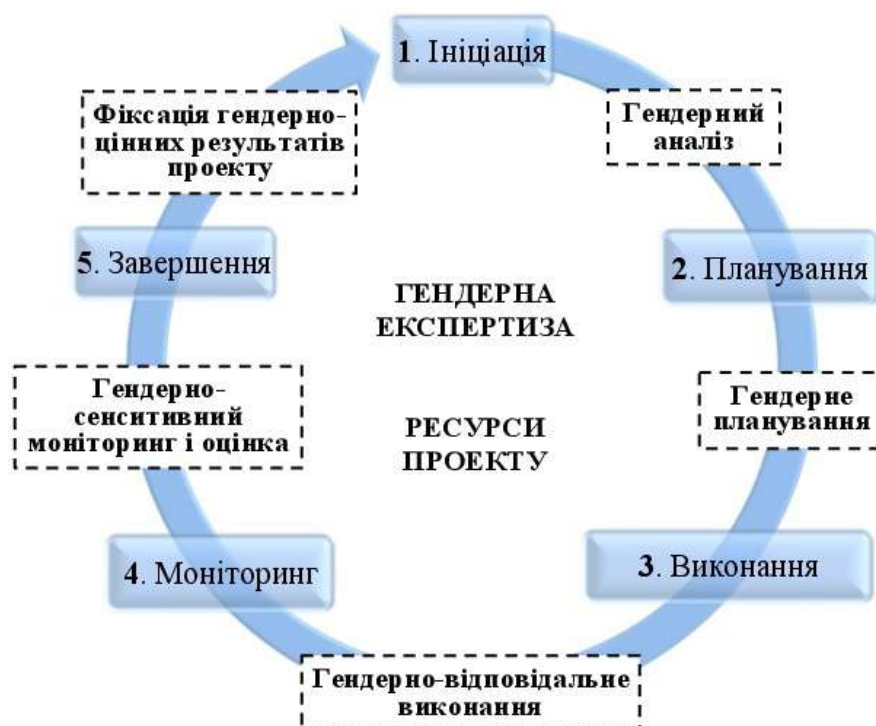 1. Ініціація
Гендерний
аналіз
2. Планування
Гендерне
планування
3. Виконання
Гендерно-відповідальне
виконання
4. Моніторинг
Гендерно-
сенситивний
моніторинг і оцінка
5. Завершення
Фіксація гендерно-
цінних результатів
проекту
ГЕНДЕРНА
ЕКСПЕРТИЗА
РЕСУРСИ
ПРОЕКТУ